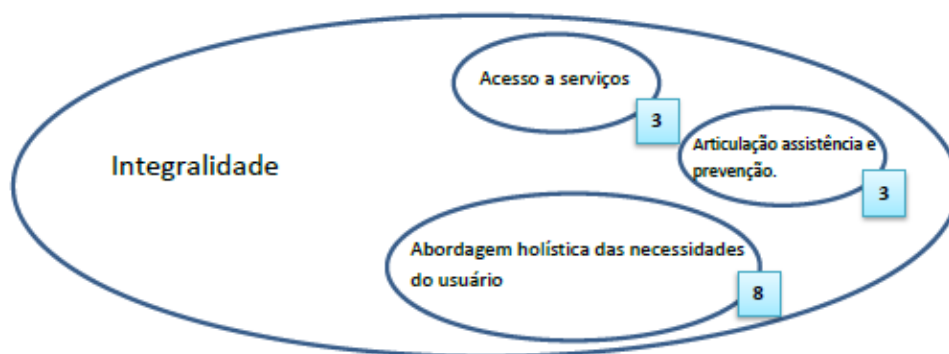 Acesso a serviços
3
Articulação assistência e
prevenção.
3
Integralidade
Abordagem holística das necessidades
do usuário
8